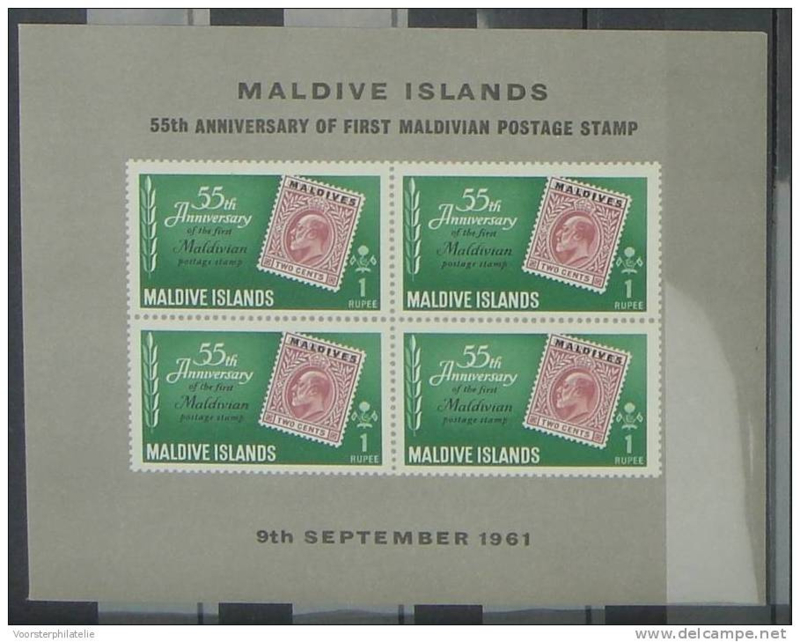 MALDIVE ISLANDS
55th ANNIVERSARY OF FIRST MALDIVIAN POSTAGE STAMP
55th
Anniversary
of the first
Maldivian
postage stamp
MALDIVES
TWO CENTS
1
RUPEE
MALDIVE ISLANDS
55th
Anniversary
of the first
Maldivian
postage stamp
MALDIVES
TWO CENTS
1
RUPEE
MALDIVE ISLANDS
55th
Anniversary
of the first
Maldivian
postage stamp
MALDIVES
TWO CENTS
1
RUPEE
MALDIVE ISLANDS
55th
Anniversary
of the first
Maldivian
postage stamp
MALDIVES
TWO CENTS
1
RUPEE
MALDIVE ISLANDS
9th SEPTEMBER 1961
©Voorsterphilatelie
delcampe.net